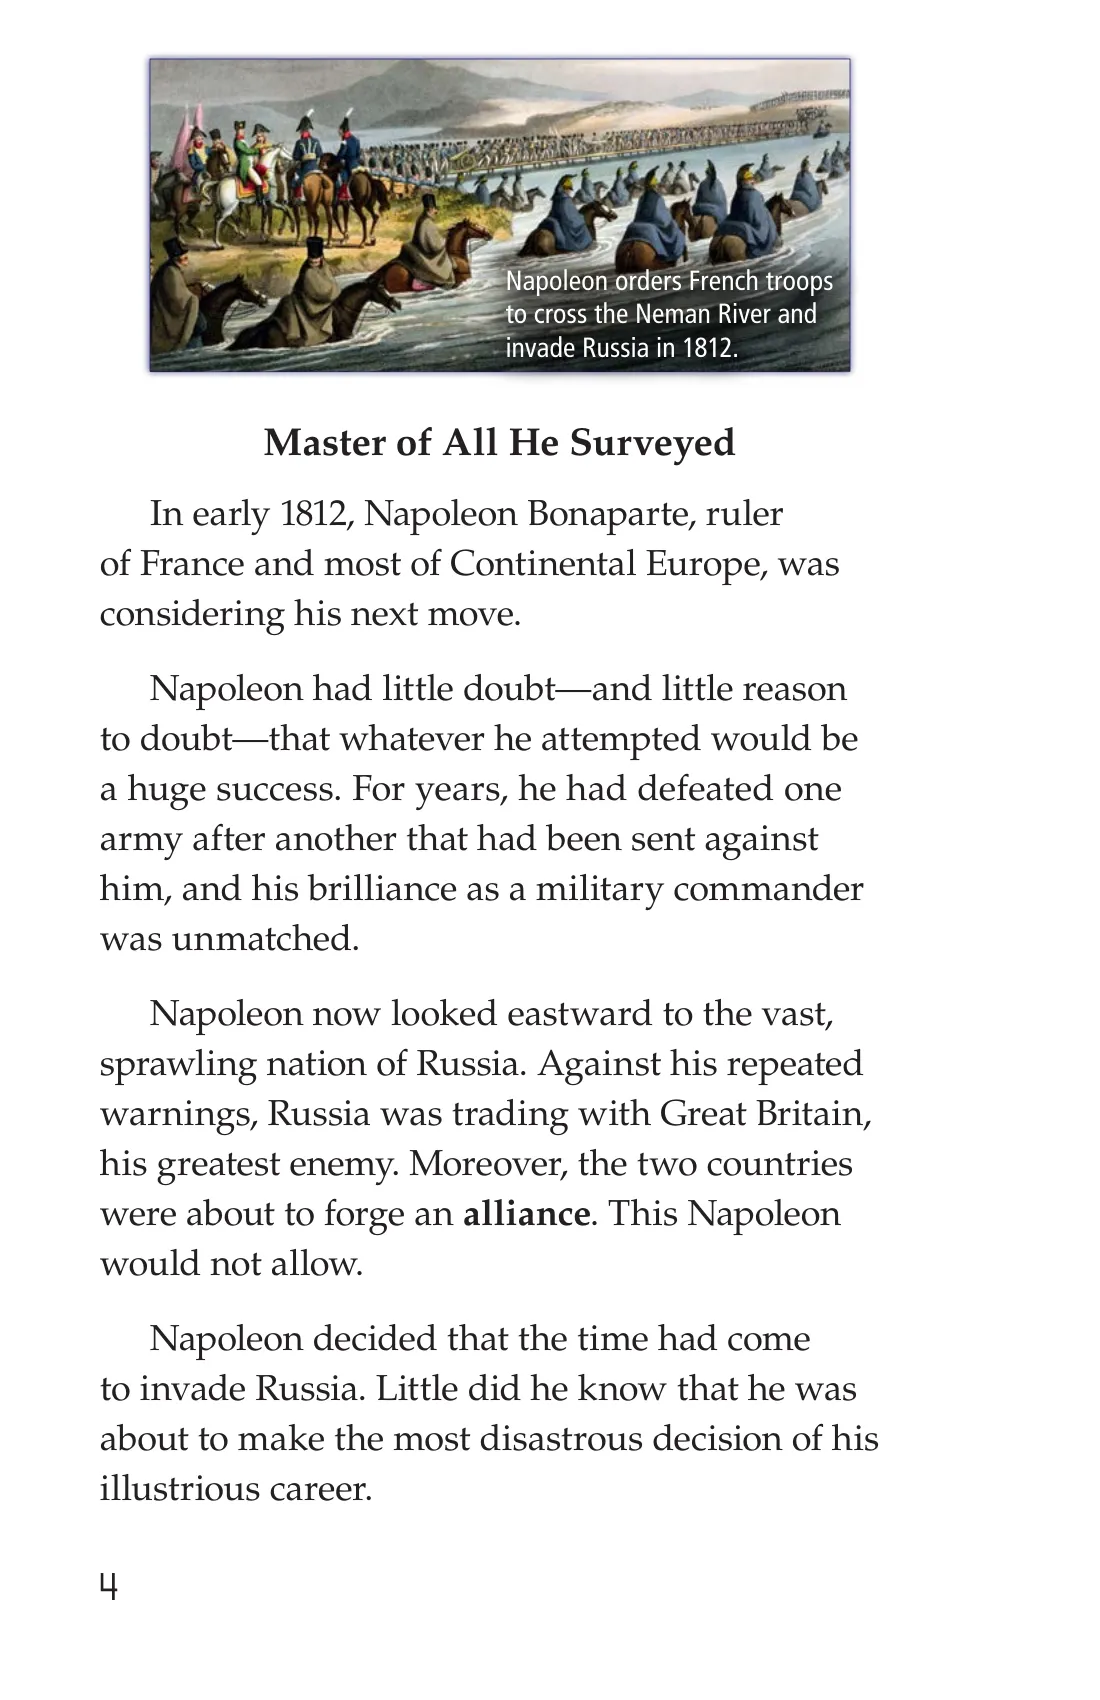 Napoleon orders French troops
to cross the Neman River and
invade Russia in 1812.
Master of All He Surveyed
In early 1812, Napoleon Bonaparte, ruler
of France and most of Continental Europe, was
considering his next move.
Napoleon had little doubt—and little reason
to doubt—that whatever he attempted would be
a huge success. For years, he had defeated one
army after another that had been sent against
him, and his brilliance as a military commander
was unmatched.
Napoleon now looked eastward to the vast,
sprawling nation of Russia. Against his repeated
warnings, Russia was trading with Great Britain,
his greatest enemy. Moreover, the two countries
were about to forge an alliance. This Napoleon
would not allow.
Napoleon decided that the time had come
to invade Russia. Little did he know that he was
about to make the most disastrous decision of his
illustrious career.
4